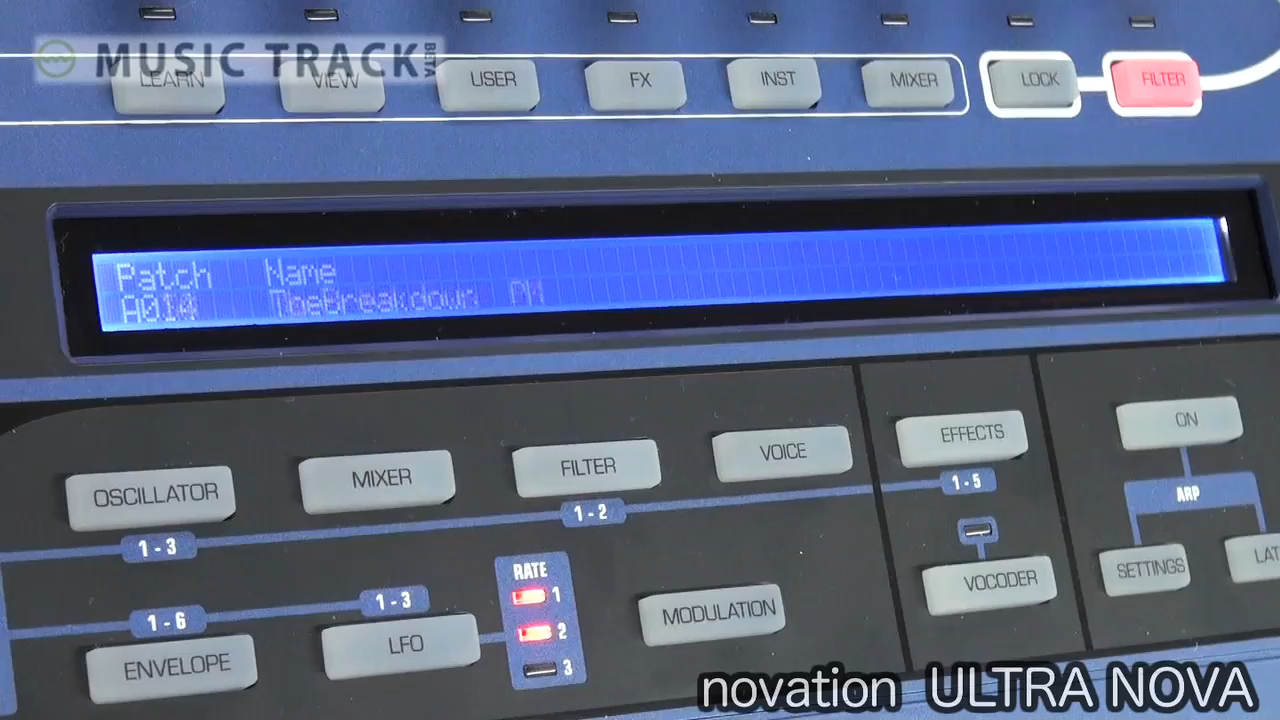 MUSIC TRACK BETA
LEARN VIEW USER FX INST MIXER LOCK FILTER
Patch Name
A014 TheBreakdown PH
OSCILLATOR MIXER FILTER VOICE EFFECTS ON
1-3 1-2 1-5 ARP
RATE
1
2
3
1-6 1-3
ENVELOPE LFO MODULATION VOCODER SETTINGS LAT
novation ULTRA NOVA